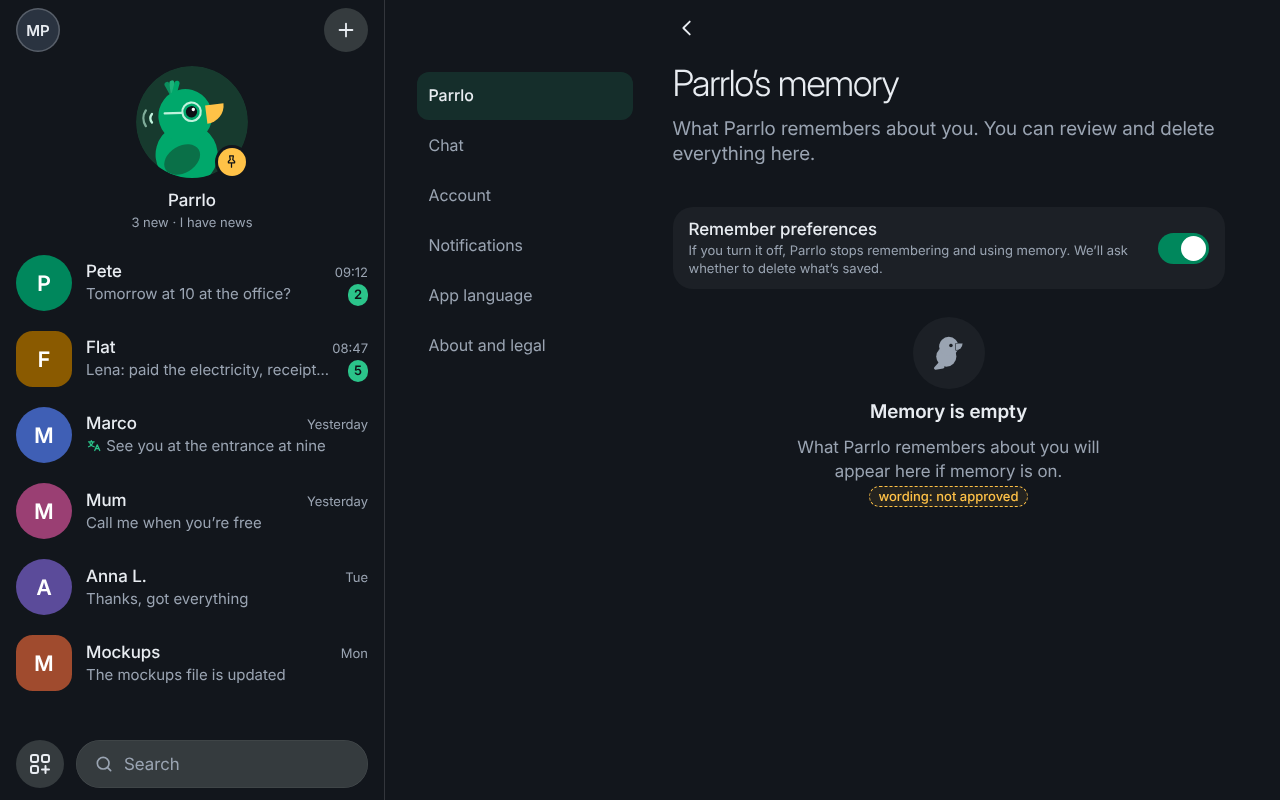 MP
Parrlo
3 new · I have news
P
Pete
09:12
Tomorrow at 10 at the office?
2
F
Flat
08:47
Lena: paid the electricity, receipt…
5
M
Marco
Yesterday
See you at the entrance at nine
M
Mum
Yesterday
Call me when you’re free
A
Anna L.
Tue
Thanks, got everything
M
Mockups
Mon
The mockups file is updated
Search
Parrlo
Chat
Account
Notifications
App language
About and legal
Parrlo’s memory
What Parrlo remembers about you. You can review and delete
everything here.
Remember preferences
If you turn it off, Parrlo stops remembering and using memory. We’ll ask
whether to delete what’s saved.
Memory is empty
What Parrlo remembers about you will
appear here if memory is on.
wording: not approved